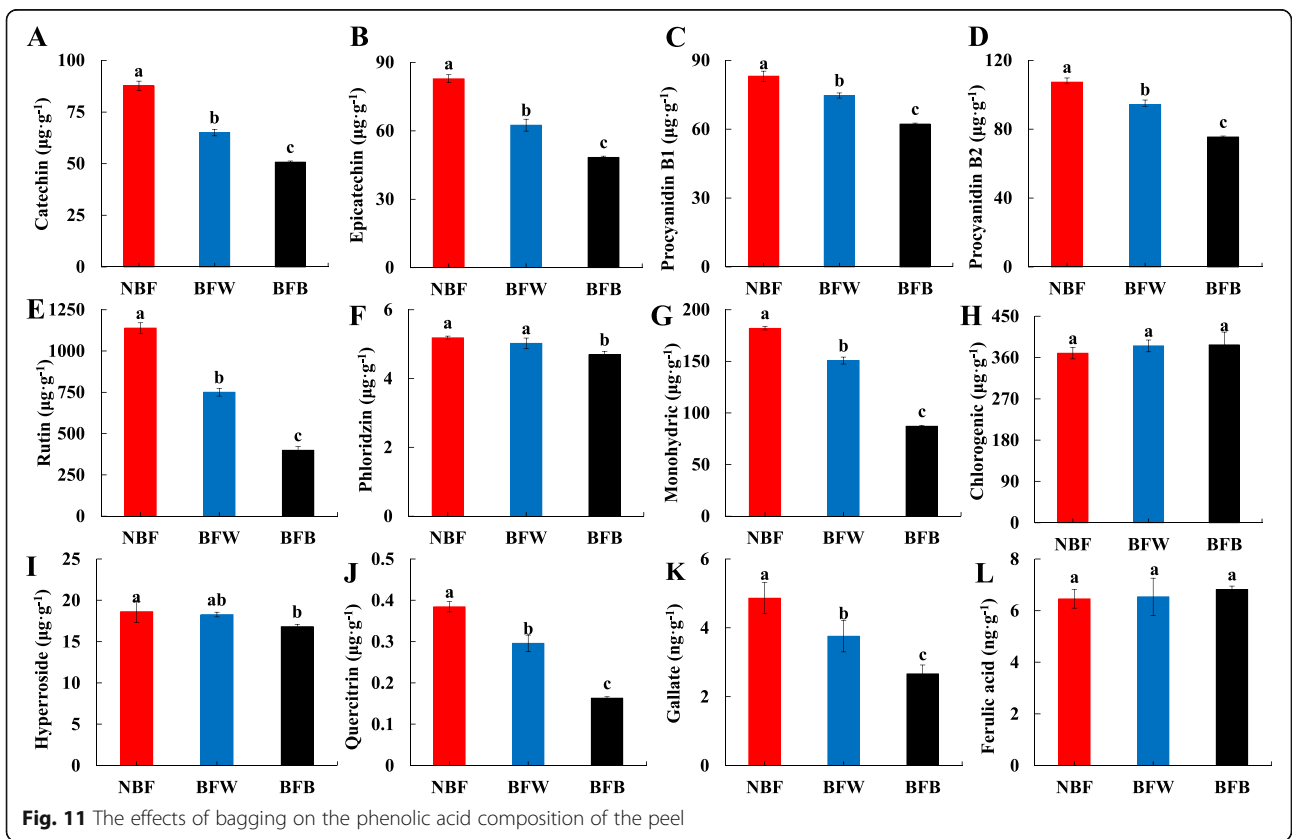 A
B
C
D
Catechin (µg·g-1)
100
75
50
25
0
a
b
c
NBF BFW BFB
Epicatechin (µg·g-1)
90
60
30
0
a
b
c
NBF BFW BFB
Procyanidin B1 (µg·g-1)
90
60
30
0
a
b
c
NBF BFW BFB
Procyanidin B2 (µg·g-1)
120
80
40
0
a
b
c
NBF BFW BFB
E
F
G
H
Rutin (µg·g-1)
1250
1000
750
500
250
0
a
b
c
NBF BFW BFB
Phloridzin (µg·g-1)
6
4
2
0
a
a
b
NBF BFW BFB
Monohydric (µg·g-1)
200
150
100
50
0
a
b
c
NBF BFW BFB
Chlorogenic (µg·g-1)
450
360
270
180
90
0
a
a
a
NBF BFW BFB
I
J
K
L
Hyperroside (µg·g-1)
25
20
15
10
5
0
a
ab
b
NBF BFW BFB
Quercitrin (µg·g-1)
0.5
0.4
0.3
0.2
0.1
0
a
b
c
NBF BFW BFB
Gallate (ng·g-1)
6
4
2
0
a
b
c
NBF BFW BFB
Ferulic acid (ng·g-1)
8
6
4
2
0
a
a
a
NBF BFW BFB
Fig. 11 The effects of bagging on the phenolic acid composition of the peel